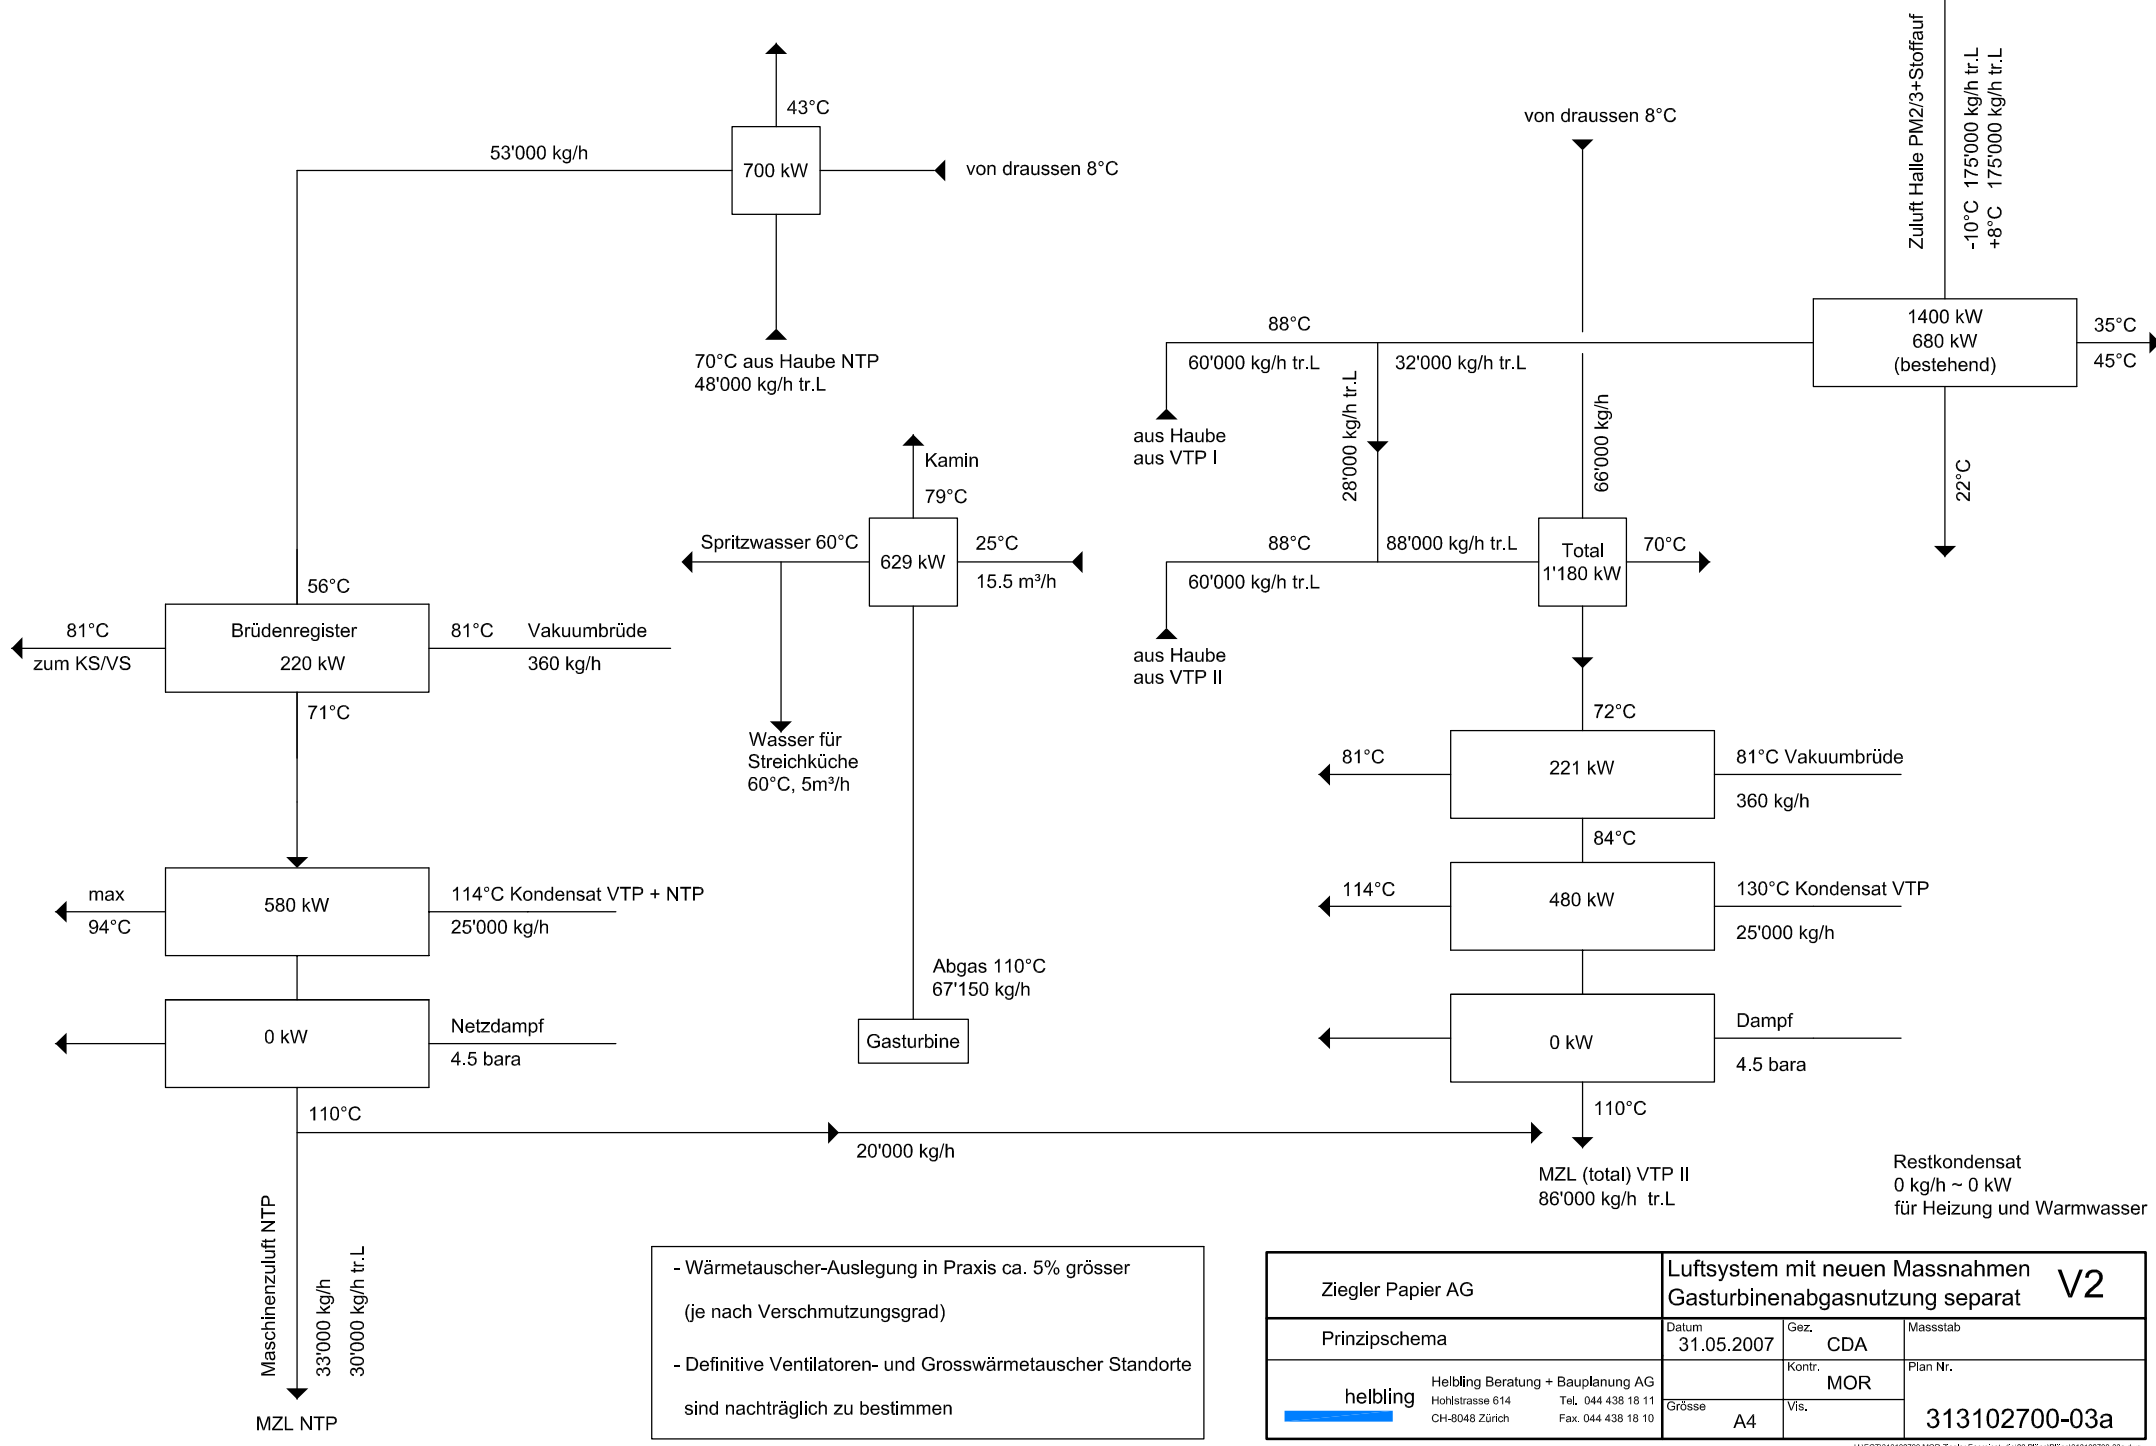 43°C
700 kW
53'000 kg/h
von draussen 8°C
70°C aus Haube NTP
48'000 kg/h tr.L
56°C
81°C
zum KS/VS
Brüdenregister
220 kW
81°C Vakuumbrüde
360 kg/h
71°C
max
94°C
580 kW
114°C Kondensat VTP + NTP
25'000 kg/h
0 kW
Netzdampf
4.5 bara
110°C
20'000 kg/h
Maschinenzuluft NTP
33'000 kg/h
30'000 kg/h tr.L
MZL NTP
Kamin
79°C
Spritzwasser 60°C
629 kW
25°C
15.5 m³/h
Wasser für
Streichküche
60°C, 5m³/h
Abgas 110°C
67'150 kg/h
Gasturbine
von draussen 8°C
Zuluft Halle PM2/3+Stoffauf
-10°C 175'000 kg/h tr.L
+8°C 175'000 kg/h tr.L
88°C
60'000 kg/h tr.L
32'000 kg/h tr.L
1400 kW
680 kW
(bestehend)
35°C
45°C
22°C
aus Haube
aus VTP I
28'000 kg/h tr.L
66'000 kg/h
88°C
60'000 kg/h tr.L
88'000 kg/h tr.L
Total
1'180 kW
70°C
aus Haube
aus VTP II
72°C
81°C
221 kW
81°C Vakuumbrüde
360 kg/h
84°C
114°C
480 kW
130°C Kondensat VTP
25'000 kg/h
0 kW
Dampf
4.5 bara
110°C
MZL (total) VTP II
86'000 kg/h tr.L
Restkondensat
0 kg/h ~ 0 kW
für Heizung und Warmwasser
- Wärmetauscher-Auslegung in Praxis ca. 5% grösser
(je nach Verschmutzungsgrad)
- Definitive Ventilatoren- und Grosswärmetauscher Standorte
sind nachträglich zu bestimmen
Ziegler Papier AG
Luftsystem mit neuen Massnahmen
Gasturbinenabgasnutzung separat
V2
Prinzipschema
Datum
31.05.2007
Gez.
CDA
Massstab
Kontr.
MOR
Plan Nr.
313102700-03a
Grösse
A4
Vis.
helbling
Helbling Beratung + Bauplanung AG
Hohlstrasse 614 Tel. 044 438 18 11
CH-8048 Zürich Fax. 044 438 18 10